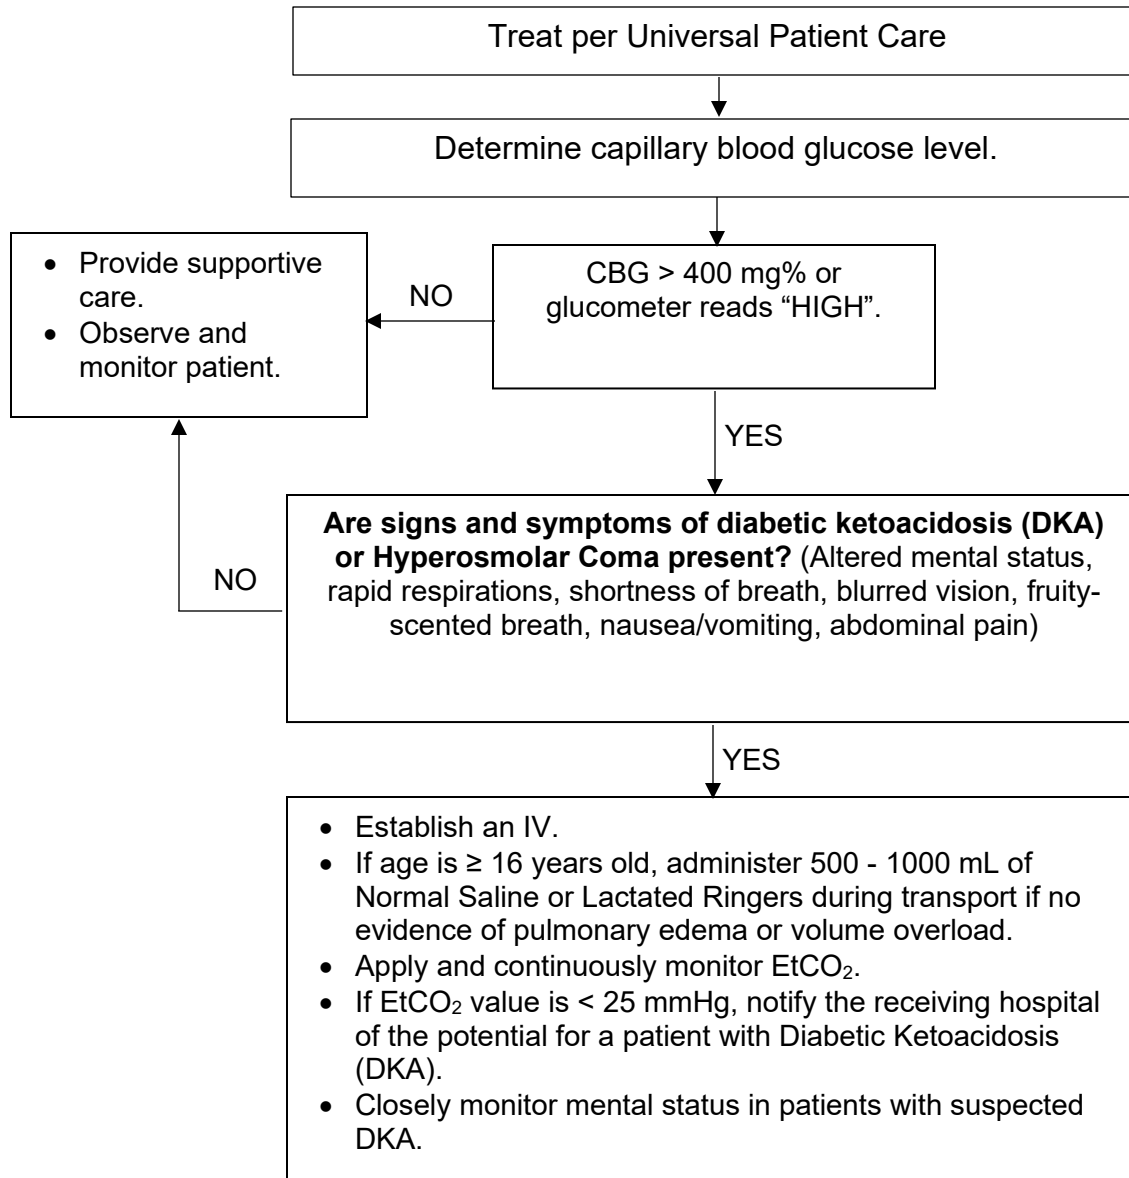 Treat per Universal Patient Care
Determine capillary blood glucose level.
CBG > 400 mg% or
glucometer reads “HIGH”.
NO
• Provide supportive
care.
• Observe and
monitor patient.
YES
Are signs and symptoms of diabetic ketoacidosis (DKA)
or Hyperosmolar Coma present? (Altered mental status,
rapid respirations, shortness of breath, blurred vision, fruity-
scented breath, nausea/vomiting, abdominal pain)
NO
YES
• Establish an IV.
• If age is ≥ 16 years old, administer 500 - 1000 mL of
Normal Saline or Lactated Ringers during transport if no
evidence of pulmonary edema or volume overload.
• Apply and continuously monitor EtCO₂.
• If EtCO₂ value is < 25 mmHg, notify the receiving hospital
of the potential for a patient with Diabetic Ketoacidosis
(DKA).
• Closely monitor mental status in patients with suspected
DKA.